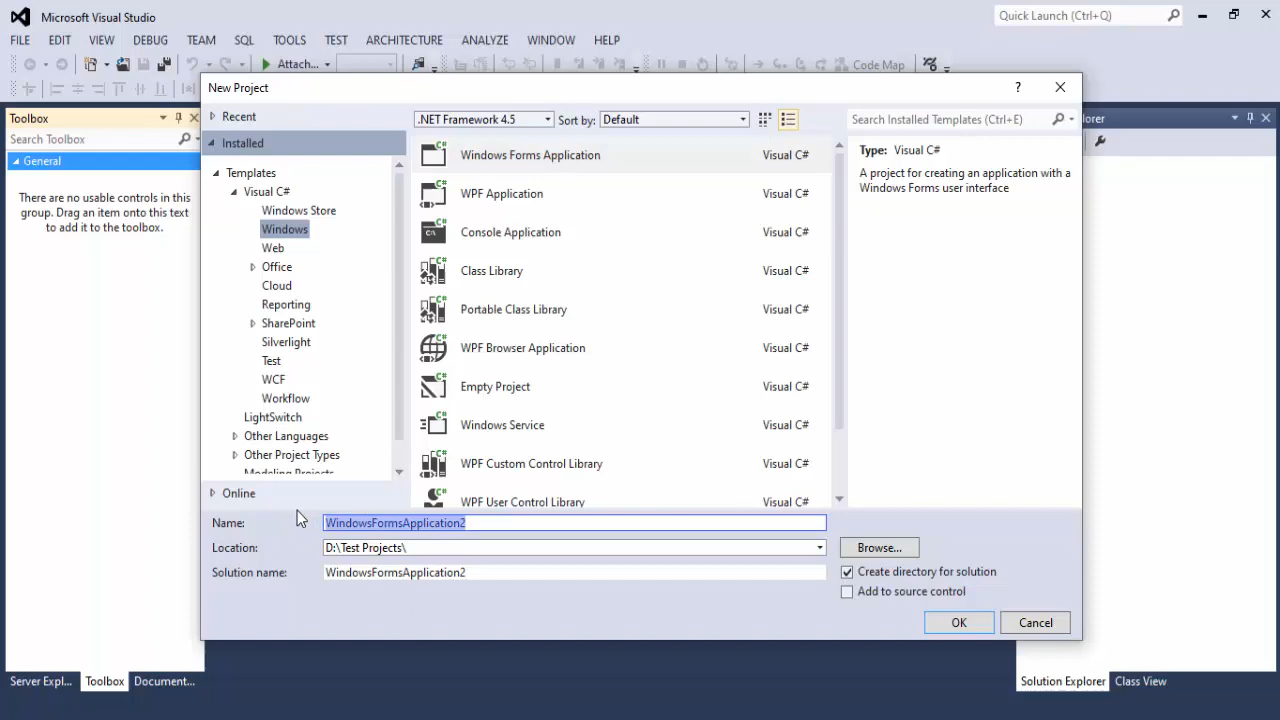 Microsoft Visual Studio
Quick Launch (Ctrl+Q)
FILE EDIT VIEW DEBUG TEAM SQL TOOLS TEST ARCHITECTURE ANALYZE WINDOW HELP
Attach... Code Map
New Project
?
Toolbox
Search Toolbox
General
There are no usable controls in this
group. Drag an item onto this text
to add it to the toolbox.
Recent
Installed
Templates
Visual C#
Windows Store
Windows
Web
Office
Cloud
Reporting
SharePoint
Silverlight
Test
WCF
Workflow
LightSwitch
Other Languages
Other Project Types
Modeling Projects
Online
.NET Framework 4.5 Sort by: Default
Windows Forms Application Visual C#
WPF Application Visual C#
Console Application Visual C#
Class Library Visual C#
Portable Class Library Visual C#
WPF Browser Application Visual C#
Empty Project Visual C#
Windows Service Visual C#
WPF Custom Control Library Visual C#
WPF User Control Library Visual C#
Search Installed Templates (Ctrl+E)
Type: Visual C#
A project for creating an application with a
Windows Forms user interface
Name: WindowsFormsApplication2
Location: D:\Test Projects\
Browse...
Solution name: WindowsFormsApplication2
Create directory for solution
Add to source control
OK Cancel
lorer
Server Expl... Toolbox Document...
Solution Explorer Class View